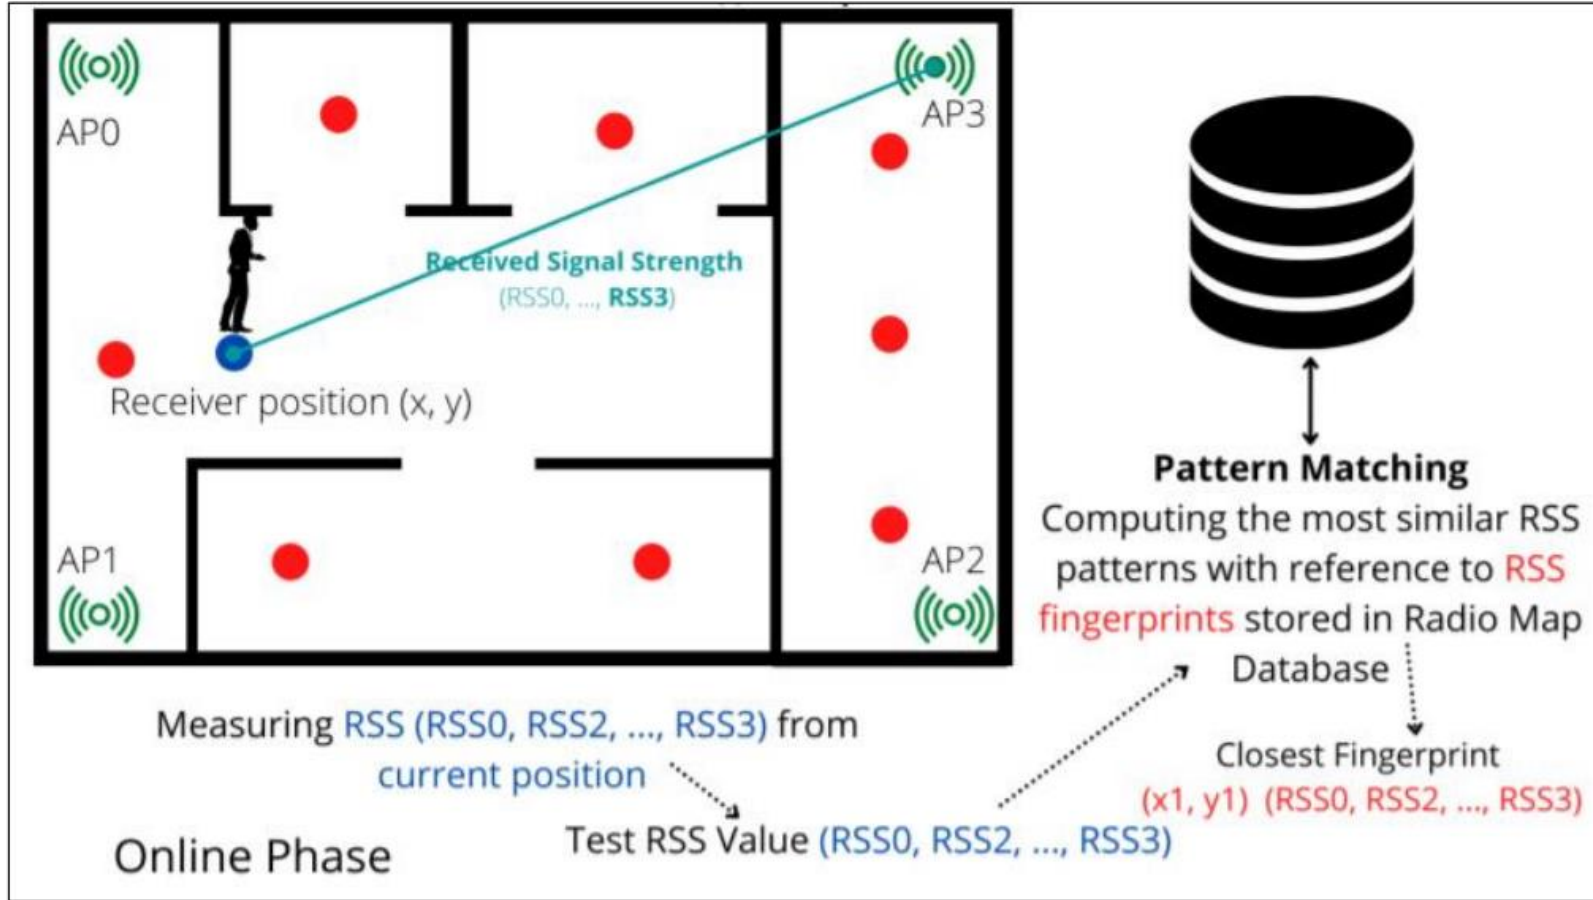 AP0
AP3
Received Signal Strength
(RSS0, ..., RSS3)
Receiver position (x, y)
AP1
AP2
Pattern Matching
Computing the most similar RSS
patterns with reference to RSS
fingerprints stored in Radio Map
Database
Measuring RSS (RSS0, RSS2, ..., RSS3) from
current position
Closest Fingerprint
(x1, y1) (RSS0, RSS2, ..., RSS3)
Test RSS Value (RSS0, RSS2, ..., RSS3)
Online Phase